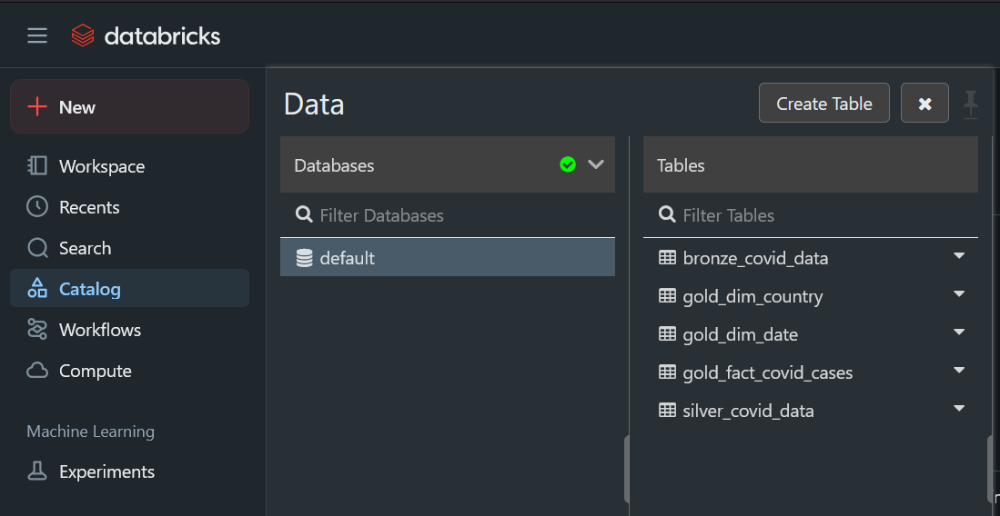 databricks
New
Workspace
Recents
Search
Catalog
Workflows
Compute
Machine Learning
Experiments
Data
Create Table
Databases
Filter Databases
default
Tables
Filter Tables
bronze_covid_data
gold_dim_country
gold_dim_date
gold_fact_covid_cases
silver_covid_data